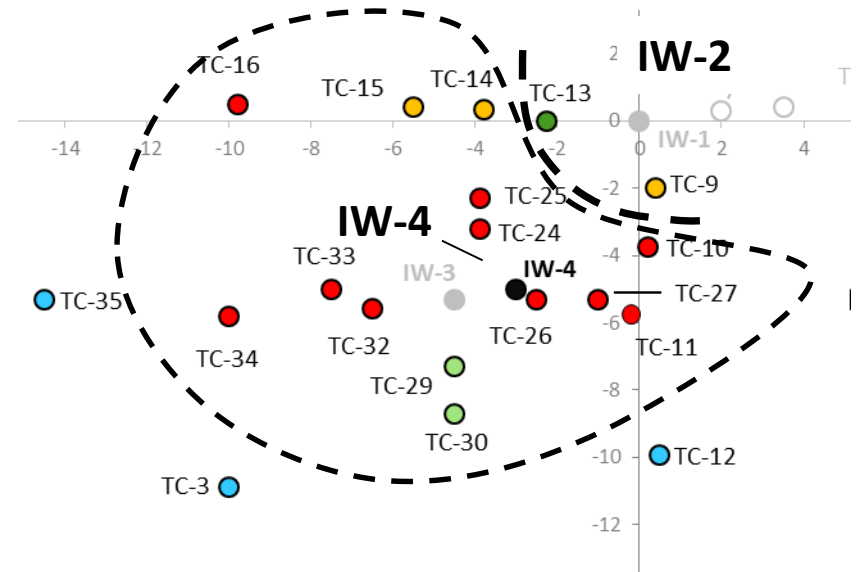 2
IW-2
TC-16
TC-15
TC-14
TC-13
T
0
-14
-12
-10
-8
-6
-4
-2
0
2
4
IW-1
-2
TC-9
TC-25
IW-4
TC-24
-4
TC-10
TC-33
IW-3
IW-4
TC-35
TC-27
-6
TC-26
TC-32
TC-34
TC-11
TC-29
-8
TC-30
-10
TC-12
TC-3
-12